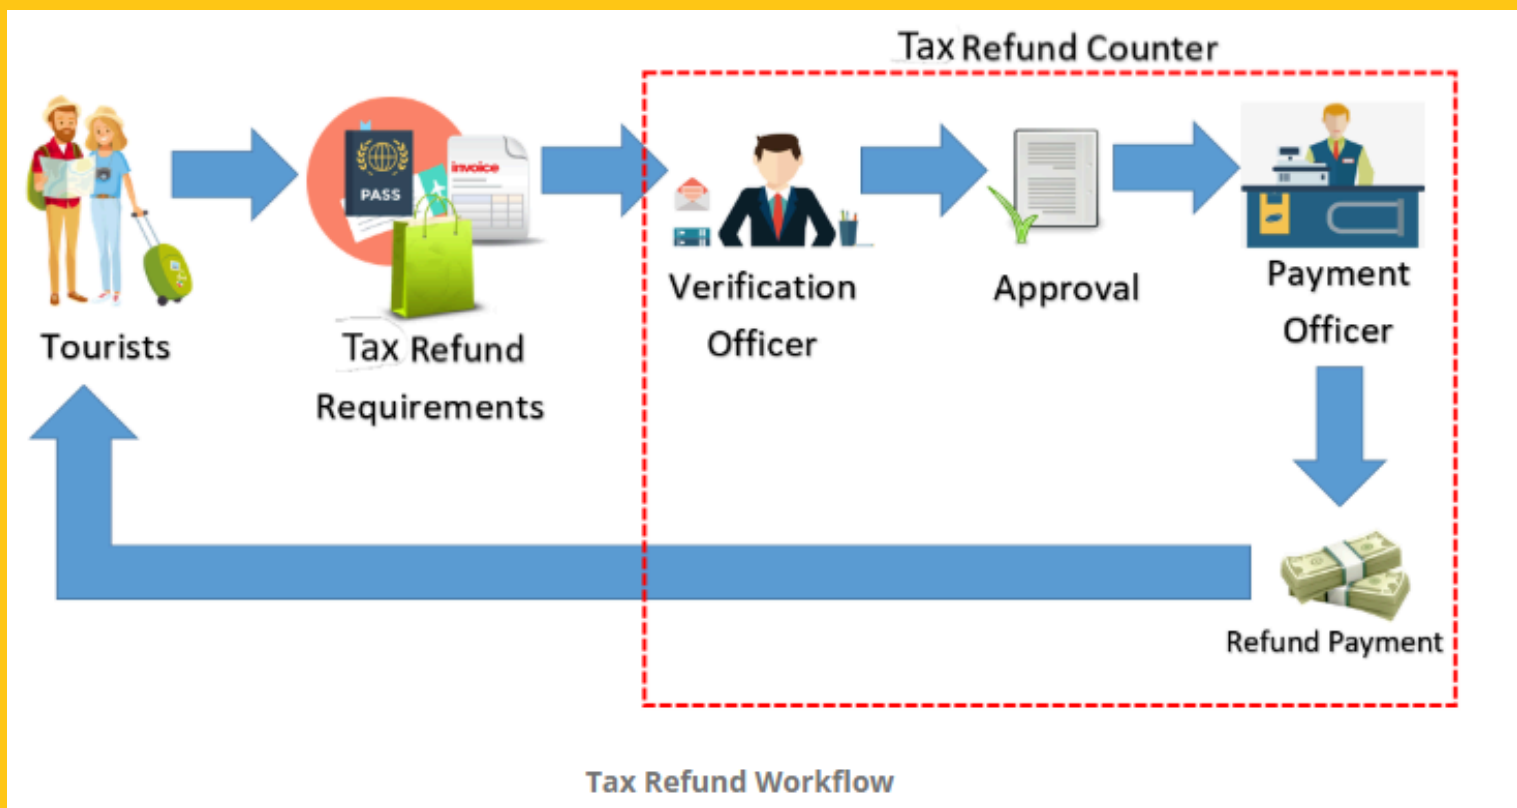 Tax Refund Counter
PASS
invoice
Tourists
Tax Refund
Requirements
Verification
Officer
Approval
Payment
Officer
Refund Payment
Tax Refund Workflow